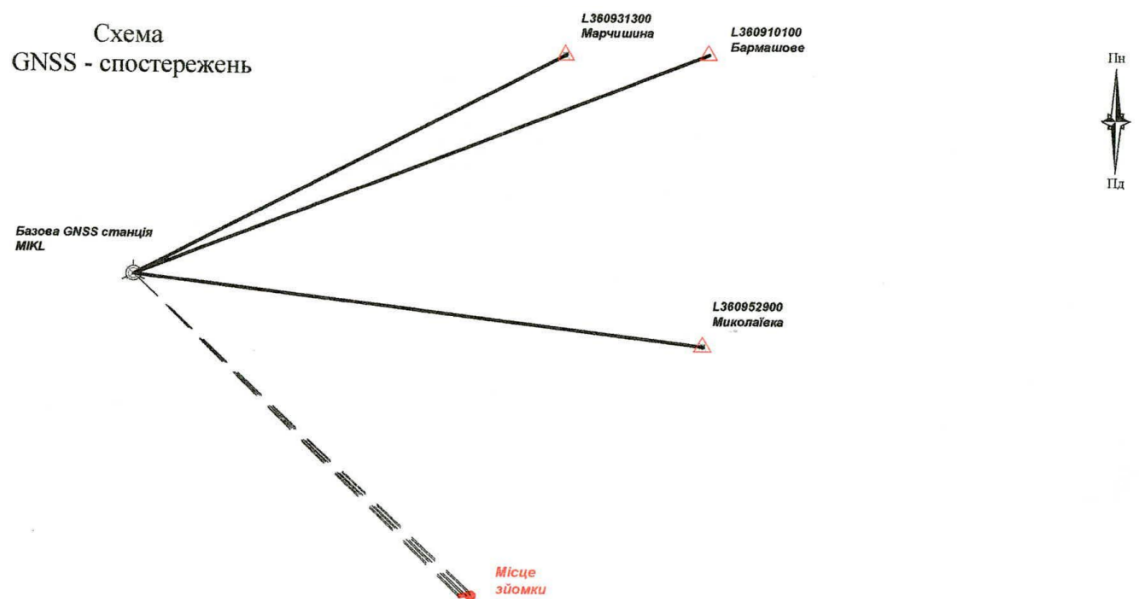 Схема
GNSS - спостережень
L360931300
Марчишина
L360910100
Бармашове
Пн
Пд
Базова GNSS станція
MIKL
L360952900
Миколаївка
Місце
зйомки